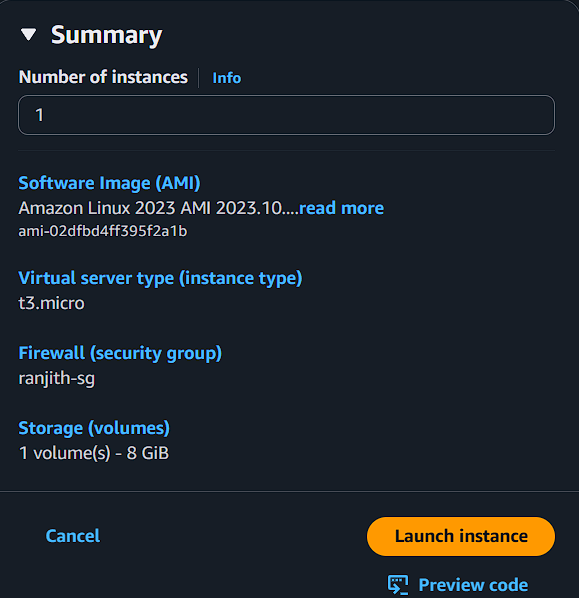 Summary
Number of instances Info
1
Software Image (AMI)
Amazon Linux 2023 AMI 2023.10....read more
ami-02dfbd4ff395f2a1b
Virtual server type (instance type)
t3.micro
Firewall (security group)
ranjith-sg
Storage (volumes)
1 volume(s) - 8 GiB
Cancel
Launch instance
Preview code